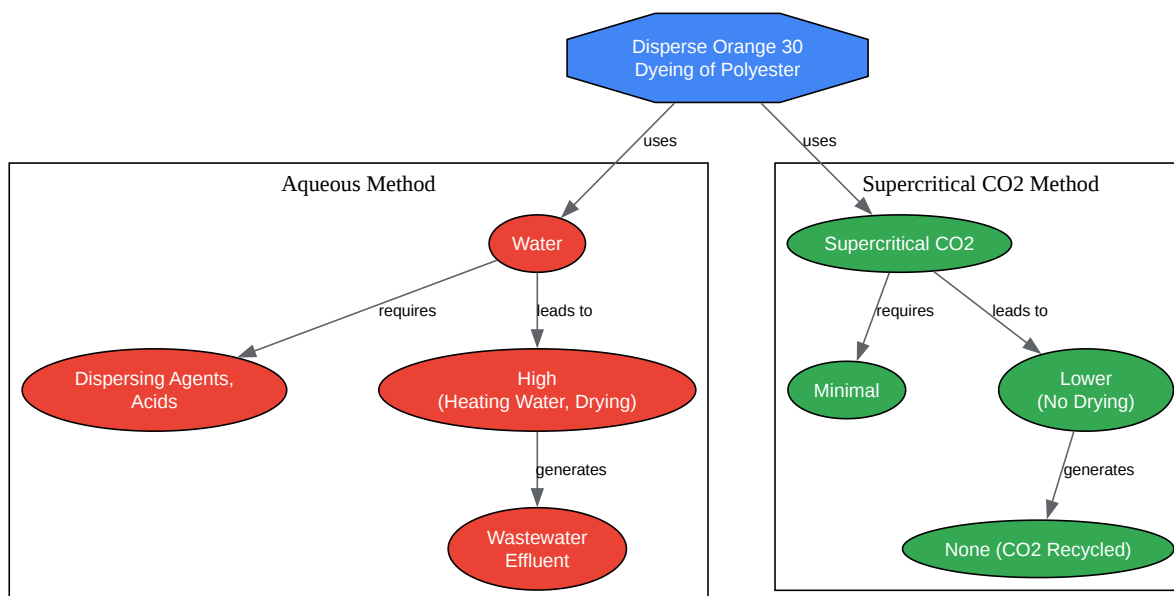 Disperse Orange 30
Dyeing of Polyester
uses
uses
Aqueous Method
Water
requires
leads to
Dispersing Agents,
Acids
High
(Heating Water, Drying)
generates
Wastewater
Effluent
Supercritical CO2 Method
Supercritical CO2
requires
leads to
Minimal
Lower
(No Drying)
generates
None (CO2 Recycled)